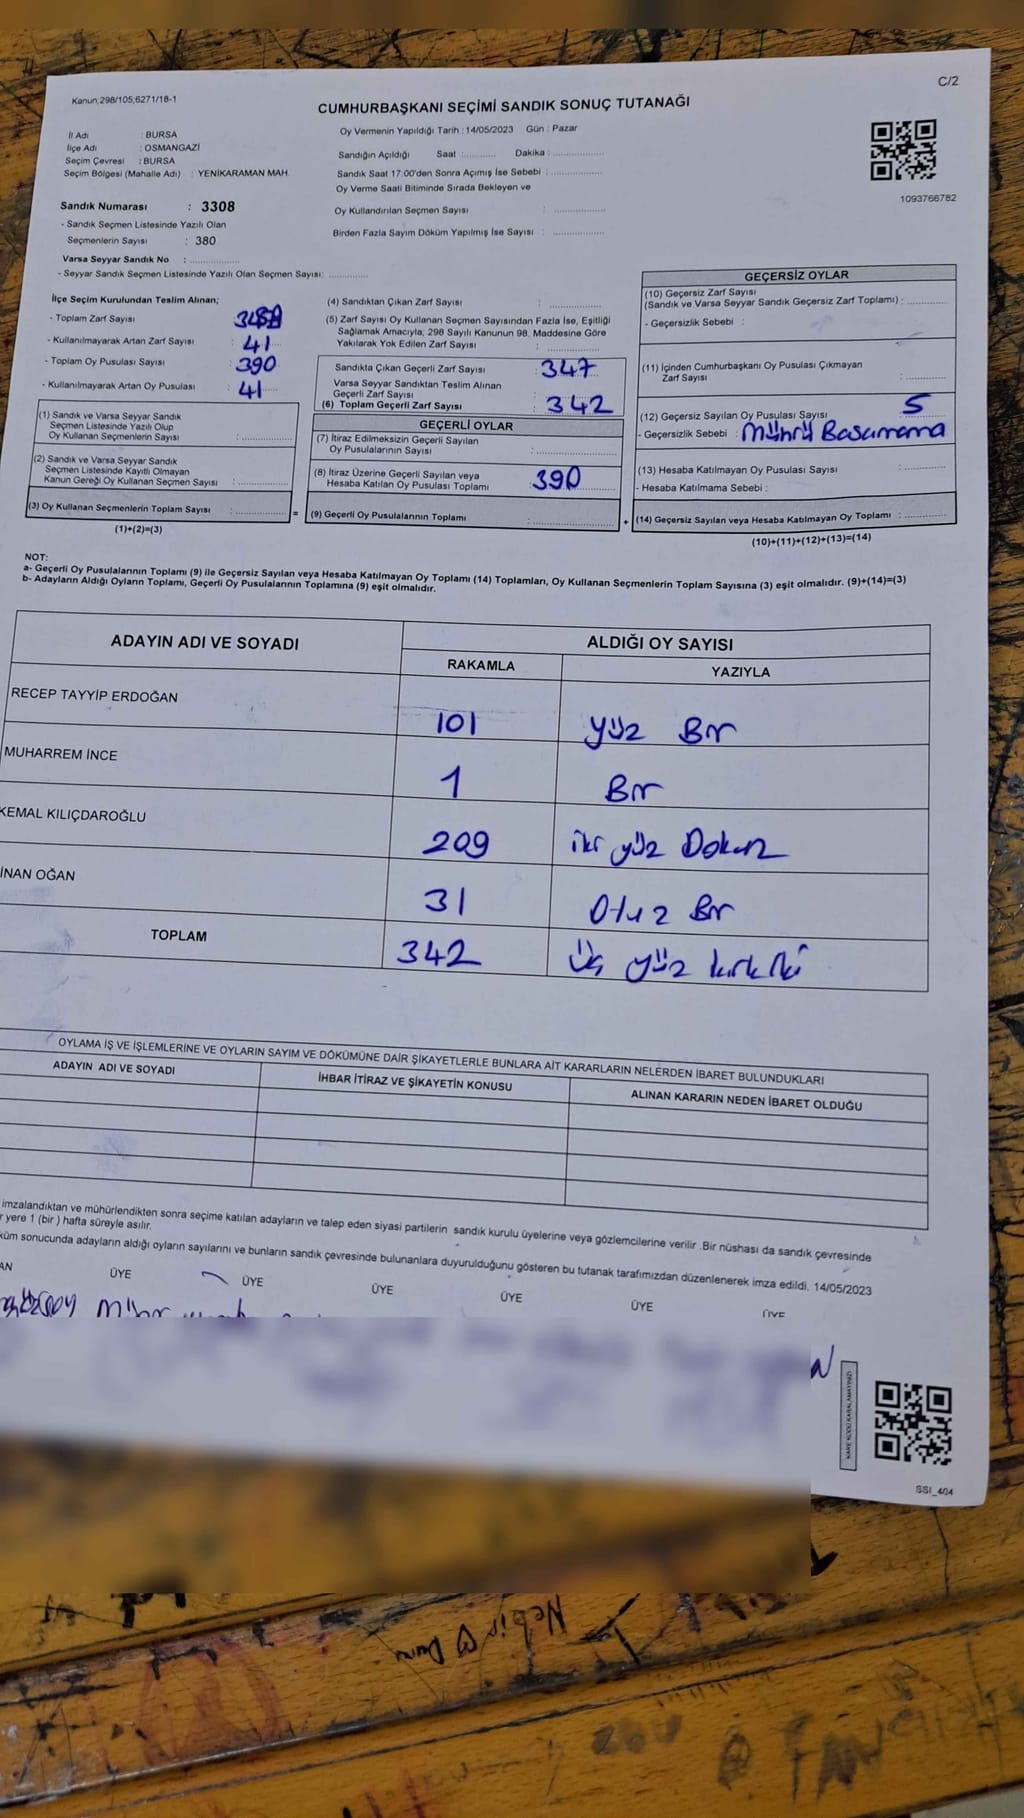 C/2
Kanun;298/105;6271/18-1
CUMHURBAŞKANI SEÇİMİ SANDIK SONUÇ TUTANAĞI
İl Adı : BURSA
İlçe Adı : OSMANGAZİ
Seçim Çevresi : BURSA
Seçim Bölgesi (Mahalle Adı) : YENİKARAMAN MAH.
Oy Vermenin Yapıldığı Tarih : 14/05/2023 Gün : Pazar
Sandığın Açıldığı Saat :........... Dakika : ................
Sandık Saat 17:00'den Sonra Açımış İse Sebebi : ................
Oy Verme Saati Bitiminde Sırada Bekleyen ve
Oy Kullandırılan Seçmen Sayısı : ................
Birden Fazla Sayım Döküm Yapılmış İse Sayısı : ................
1093766782
Sandık Numarası : 3308
- Sandık Seçmen Listesinde Yazılı Olan
Seçmenlerin Sayısı : 380
Varsa Seyyar Sandık No : ................
- Seyyar Sandık Seçmen Listesinde Yazılı Olan Seçmen Sayısı: ............
İlçe Seçim Kurulundan Teslim Alınan;
- Toplam Zarf Sayısı
- Kullanılmayarak Artan Zarf Sayısı : 41
- Toplam Oy Pusulası Sayısı : 390
- Kullanılmayarak Artan Oy Pusulası : 41
(1) Sandık ve Varsa Seyyar Sandık
Seçmen Listesinde Yazılı Olup
Oy Kullanan Seçmenlerin Sayısı : ................
(2) Sandık ve Varsa Seyyar Sandık
Seçmen Listesinde Kayıtlı Olmayan
Kanun Gereği Oy Kullanan Seçmen Sayısı : ................
(3) Oy Kullanan Seçmenlerin Toplam Sayısı : ................ =
(1)+(2)=(3)
(4) Sandıktan Çıkan Zarf Sayısı : ................
(5) Zarf Sayısı Oy Kullanan Seçmen Sayısından Fazla İse, Eşitliği
Sağlamak Amacıyla; 298 Sayılı Kanunun 98. Maddesine Göre
Yakılarak Yok Edilen Zarf Sayısı : ................
Sandıkta Çıkan Geçerli Zarf Sayısı : 347
Varsa Seyyar Sandıktan Teslim Alınan
Geçerli Zarf Sayısı :
(6) Toplam Geçerli Zarf Sayısı 342
GEÇERLİ OYLAR
(7) İtiraz Edilmeksizin Geçerli Sayılan
Oy Pusulalarının Sayısı : ................
(8) İtiraz Üzerine Geçerli Sayılan veya
Hesaba Katılan Oy Pusulası Toplamı : 390
(9) Geçerli Oy Pusulalarının Toplamı : ................ +
GEÇERSİZ OYLAR
(10) Geçersiz Zarf Sayısı
(Sandık ve Varsa Seyyar Sandık Geçersiz Zarf Toplamı) : ............
- Geçersizlik Sebebi :
(11) İçinden Cumhurbaşkanı Oy Pusulası Çıkmayan
Zarf Sayısı : ............
(12) Geçersiz Sayılan Oy Pusulası Sayısı 5
- Geçersizlik Sebebi : Mührü Basamama
(13) Hesaba Katılmayan Oy Pusulası Sayısı : ............
- Hesaba Katılmama Sebebi :
(14) Geçersiz Sayılan veya Hesaba Katılmayan Oy Toplamı : ............
(10)+(11)+(12)+(13)=(14)
NOT:
a- Geçerli Oy Pusulalarının Toplamı (9) ile Geçersiz Sayılan veya Hesaba Katılmayan Oy Toplamı (14) Toplamları, Oy Kullanan Seçmenlerin Toplam Sayısına (3) eşit olmalıdır. (9)+(14)=(3)
b- Adayların Aldığı Oyların Toplamı, Geçerli Oy Pusulalarının Toplamına (9) eşit olmalıdır.
ADAYIN ADI VE SOYADI ALDIĞI OY SAYISI
RAKAMLA YAZIYLA
RECEP TAYYİP ERDOĞAN 101 yüz Bir
MUHARREM İNCE 1 Bir
KEMAL KILIÇDAROĞLU 209 iki yüz Dokuz
İNAN OĞAN 31 Otuz Bir
TOPLAM 342 Üç yüz kırk iki
OYLAMA İŞ VE İŞLEMLERİNE VE OYLARIN SAYIM VE DÖKÜMÜNE DAİR ŞİKAYETLERLE BUNLARA AİT KARARLARIN NELERDEN İBARET BULUNDUKLARI
ADAYIN ADI VE SOYADI İHBAR İTİRAZ VE ŞİKAYETİN KONUSU ALINAN KARARIN NEDEN İBARET OLDUĞU
imzalandıktan ve mühürlendikten sonra seçime katılan adayların ve talep eden siyasi partilerin sandık kurulu üyelerine veya gözlemcilerine verilir .Bir nüshası da sandık çevresinde
r yere 1 (bir ) hafta süreyle asılır.
küm sonucunda adayların aldığı oyların sayılarını ve bunların sandık çevresinde bulunanlara duyurulduğunu gösteren bu tutanak tarafımızdan düzenlenerek imza edildi. 14/05/2023
AN ÜYE ÜYE ÜYE ÜYE ÜYE ÜYE
KARE KODU KARALAMAYINIZ!
SSI_404